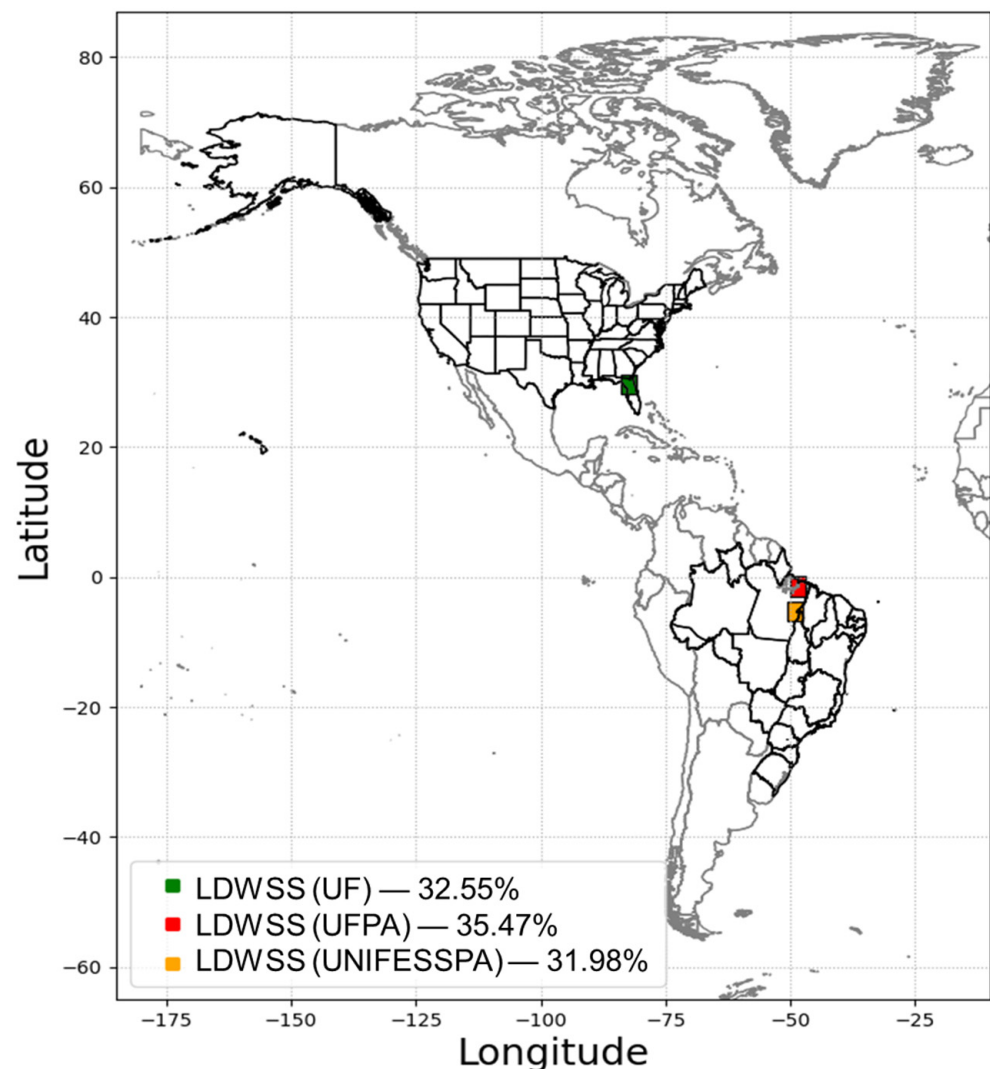 80
60
40
20
0
−20
−40
−60
Latitude
LDWSS (UF) — 32.55%
LDWSS (UFPA) — 35.47%
LDWSS (UNIFESSPA) — 31.98%
−175 −150 −125 −100 −75 −50 −25
Longitude